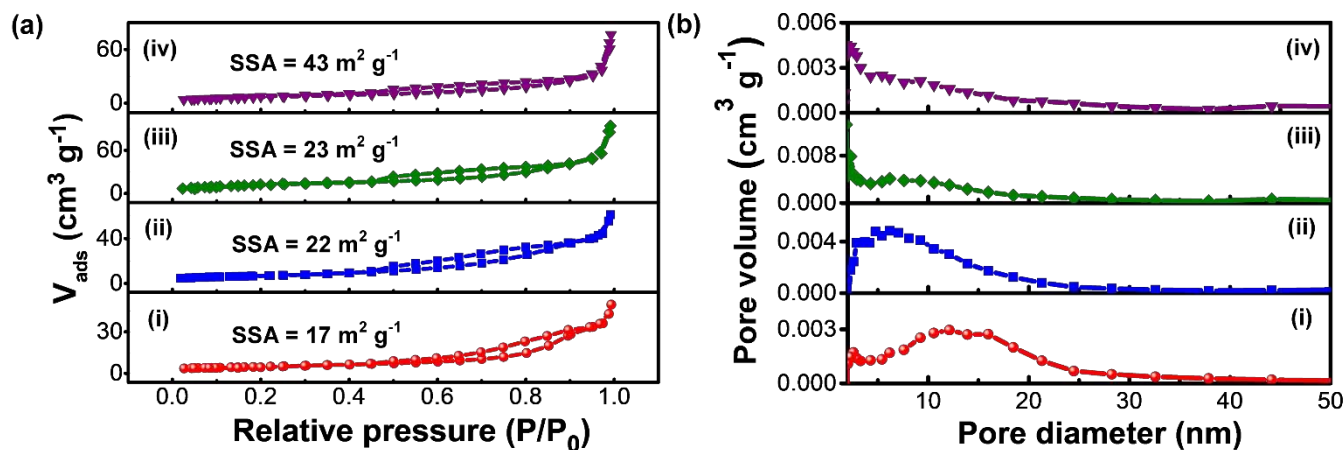 (a)
V_ads (cm³ g⁻¹)
(iv)
SSA = 43 m² g⁻¹
60
0
(iii)
SSA = 23 m² g⁻¹
60
0
(ii)
SSA = 22 m² g⁻¹
40
0
(i)
SSA = 17 m² g⁻¹
30
0
0.0 0.2 0.4 0.6 0.8 1.0
Relative pressure (P/P₀)
(b)
Pore volume (cm³ g⁻¹)
0.006
(iv)
0.003
0.000
(iii)
0.008
0.000
(ii)
0.004
0.000
(i)
0.003
0.000
10 20 30 40 50
Pore diameter (nm)